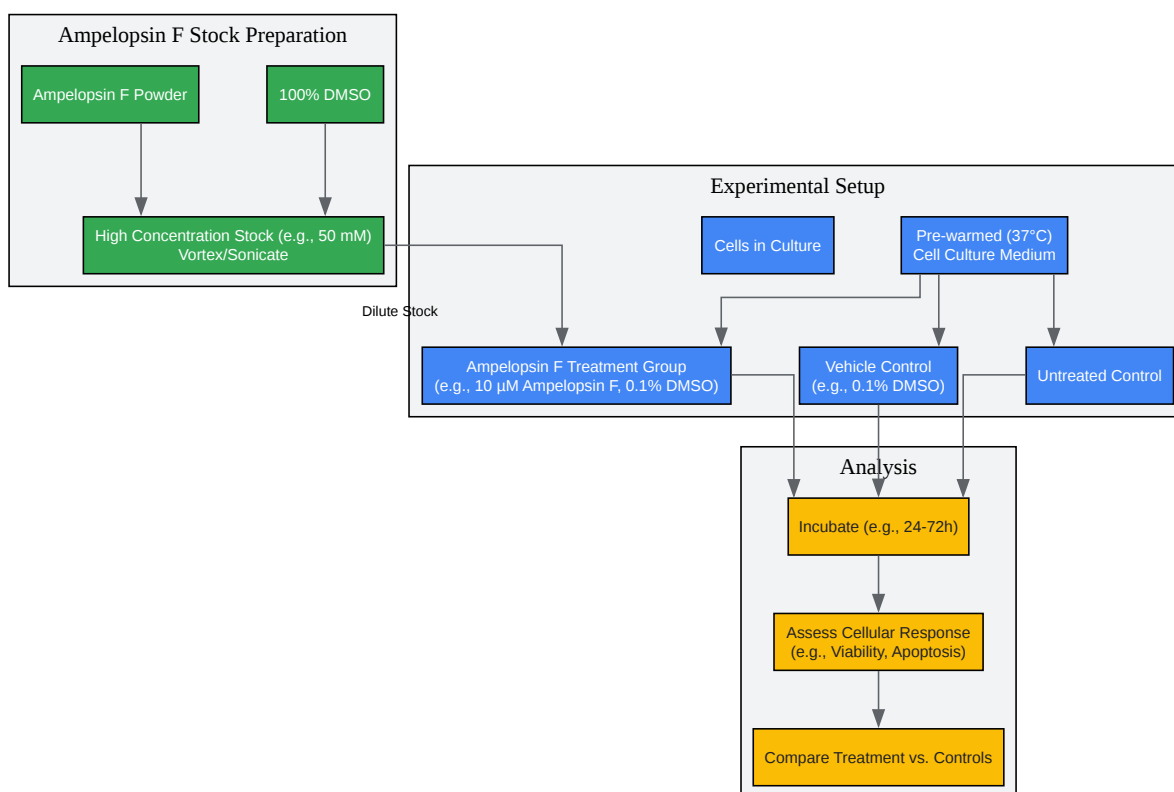 Ampelopsin F Stock Preparation
Ampelopsin F Powder
100% DMSO
High Concentration Stock (e.g., 50 mM)
Vortex/Sonicate
Dilute Stock
Experimental Setup
Cells in Culture
Pre-warmed (37°C)
Cell Culture Medium
Ampelopsin F Treatment Group
(e.g., 10 µM Ampelopsin F, 0.1% DMSO)
Vehicle Control
(e.g., 0.1% DMSO)
Untreated Control
Analysis
Incubate (e.g., 24-72h)
Assess Cellular Response
(e.g., Viability, Apoptosis)
Compare Treatment vs. Controls